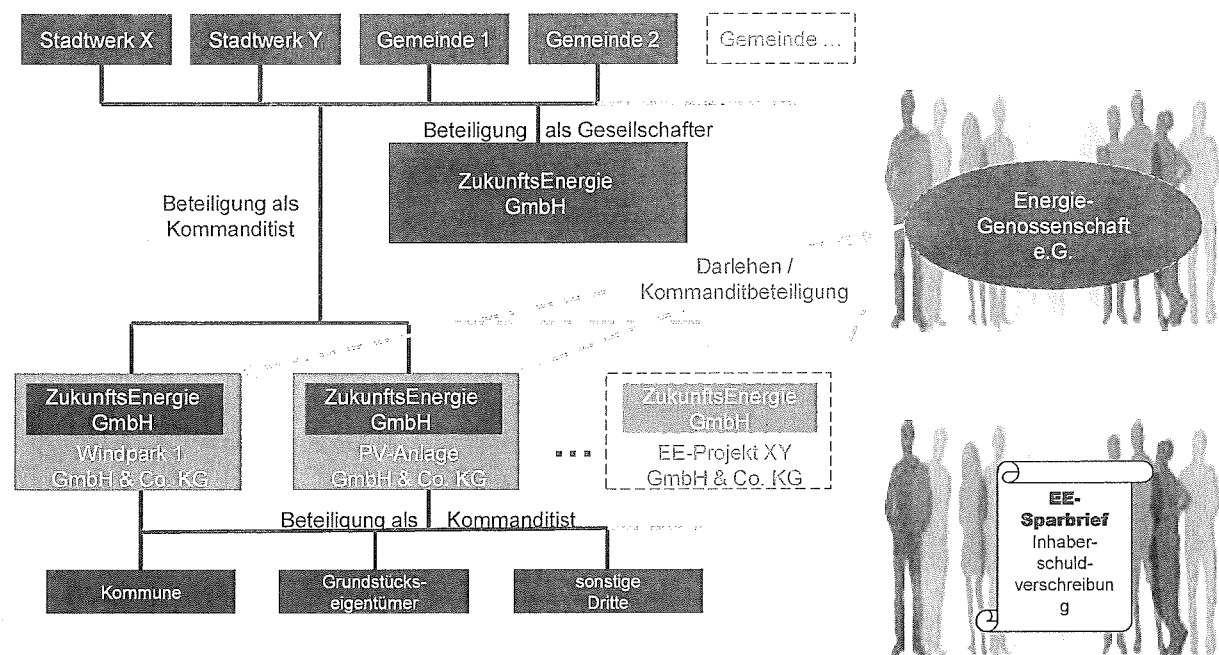 Stadtwerk X
Stadtwerk Y
Gemeinde 1
Gemeinde 2
Gemeinde ...
Beteiligung als Gesellschafter
ZukunftsEnergie
GmbH
Beteiligung als
Kommanditist
Energie-
Genossenschaft
e.G.
Darlehen /
Kommanditbeteiligung
ZukunftsEnergie
GmbH
Windpark 1
GmbH & Co. KG
ZukunftsEnergie
GmbH
PV-Anlage
GmbH & Co. KG
...
ZukunftsEnergie
GmbH
EE-Projekt XY
GmbH & Co. KG
Beteiligung als Kommanditist
Kommune
Grundstücks-
eigentümer
sonstige
Dritte
EE-
Sparbrief
Inhaber-
schuld-
verschreibun
g